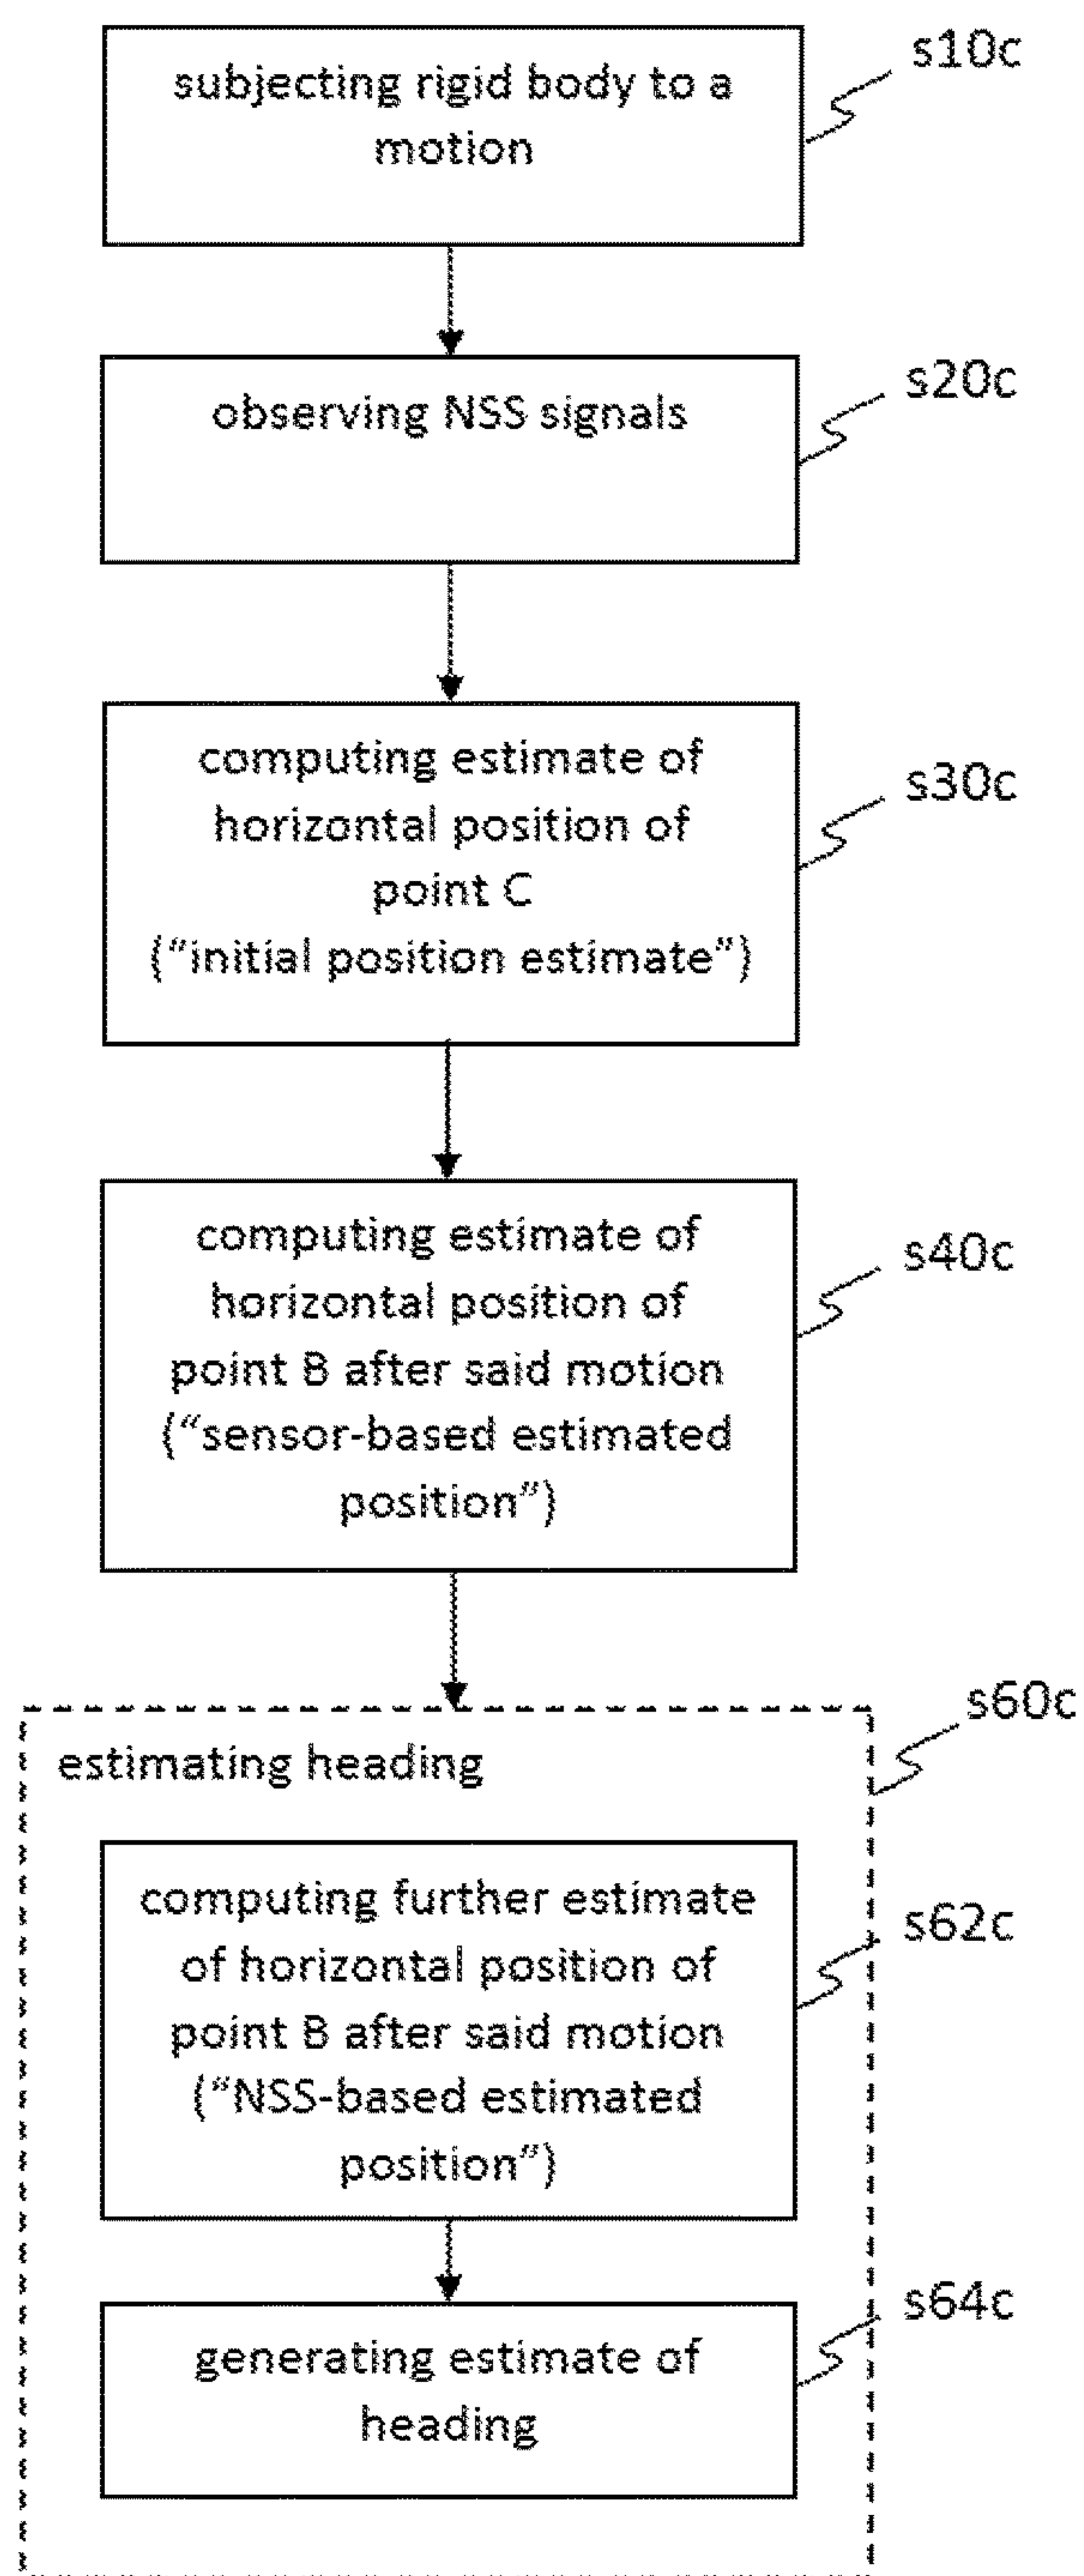 subjecting rigid body to a
motion
s10c
observing NSS signals
s20c
computing estimate of
horizontal position of
point C
(“initial position estimate”)
s30c
computing estimate of
horizontal position of
point B after said motion
(“sensor-based estimated
position”)
s40c
estimating heading
s60c
computing further estimate
of horizontal position of
point B after said motion
(“NSS-based estimated
position”)
s62c
generating estimate of
heading
s64c